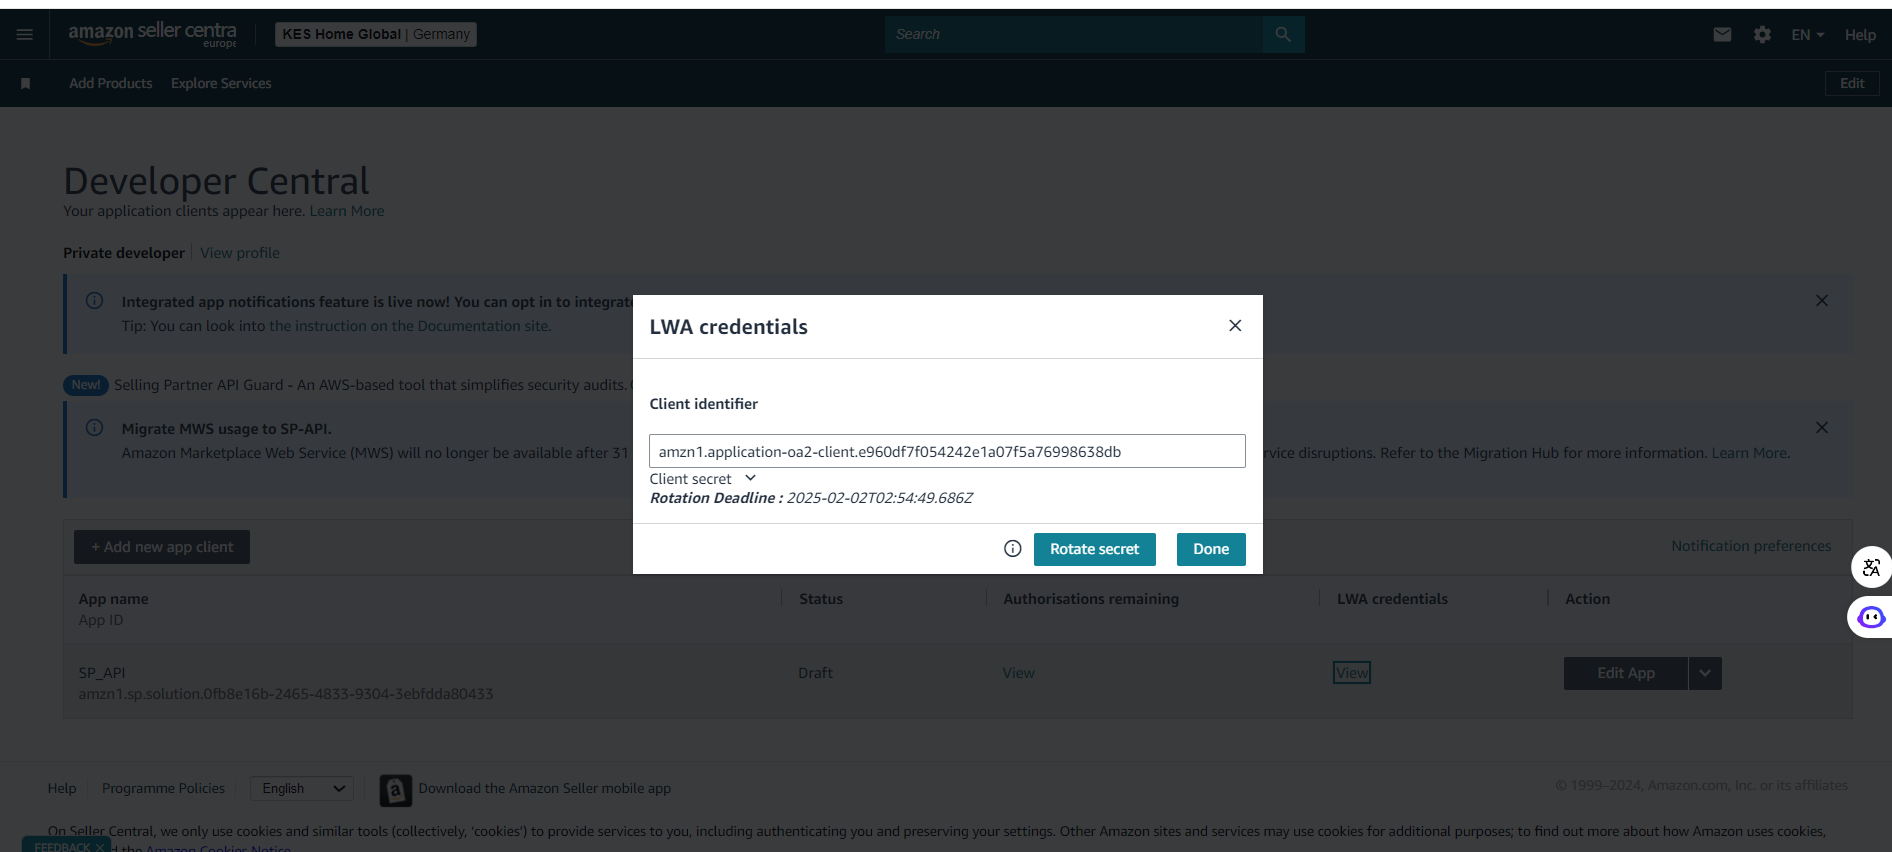 amazon seller central
europe
KES Home Global | Germany
Search
EN
Help
Add Products
Explore Services
Edit
Developer Central
Your application clients appear here. Learn More
Private developer
View profile
Integrated app notifications feature is live now! You can opt in to
Tip: You can look into the instruction on the Documentation site.
New!
Selling Partner API Guard - An AWS-based tool that simplifies security audits.
Migrate MWS usage to SP-API.
Amazon Marketplace Web Service (MWS) will no longer be available after 31
disruptions. Refer to the Migration Hub for more information. Learn More.
LWA credentials
Client identifier
amzn1.application-oa2-client.e960df7f054242e1a07f5a76998638db
Client secret
Rotation Deadline : 2025-02-02T02:54:49.686Z
Rotate secret
Done
+ Add new app client
Notification preferences
App name
App ID
Status
Authorisations remaining
LWA credentials
Action
SP_API
amzn1.sp.solution.0fb8e16b-2465-4833-9304-3ebfdda80433
Draft
View
View
Edit App
Help
Programme Policies
English
Download the Amazon Seller mobile app
© 1999-2024, Amazon.com, Inc. or its affiliates
On Seller Central, we only use cookies and similar tools (collectively, 'cookies') to provide services to you, including authenticating you and preserving your settings. Other Amazon sites and services may use cookies for additional purposes; to find out more about how Amazon uses cookies,
the Amazon Cookies Notice
FEEDBACK